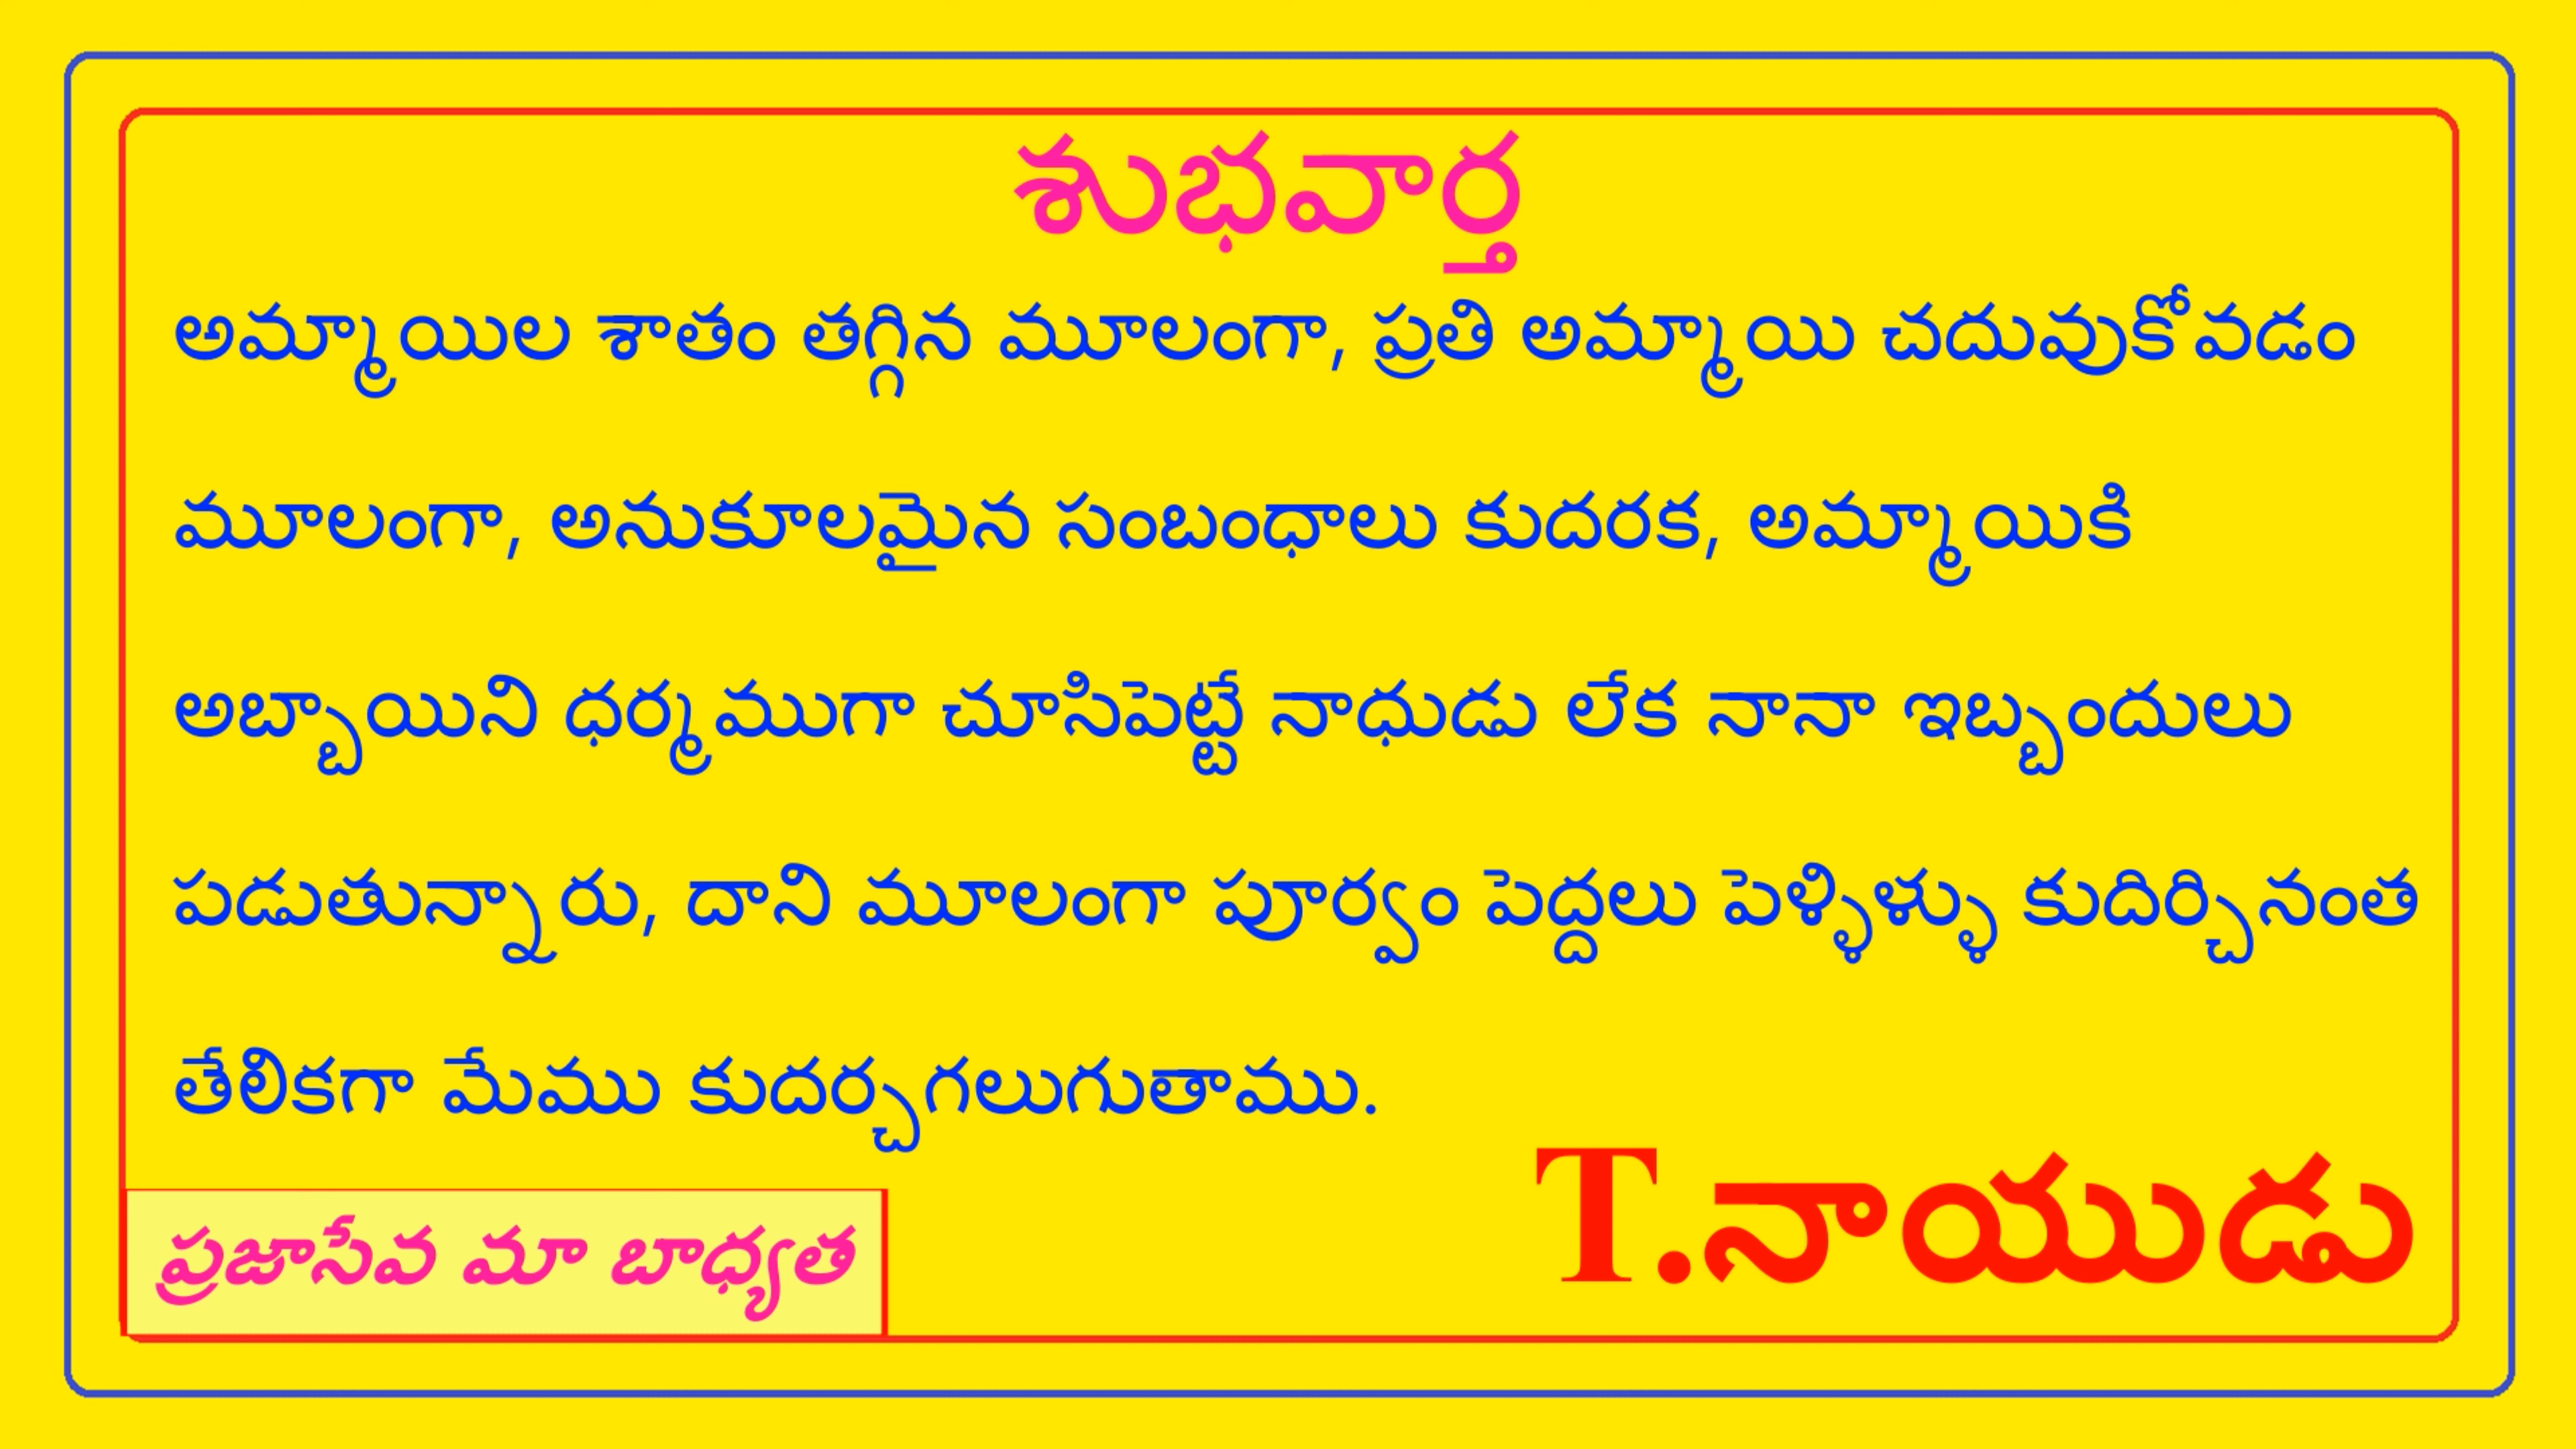 శుభవార్త
అమ్మాయిల శాతం తగ్గిన మూలంగా, ప్రతి అమ్మాయి చదువుకోవడం
మూలంగా, అనుకూలమైన సంబంధాలు కుదరక, అమ్మాయికి
అబ్బాయిని ధర్మముగా చూసిపెట్టే నాధుడు లేక నానా ఇబ్బందులు
పడుతున్నారు, దాని మూలంగా పూర్వం పెద్దలు పెళ్ళిళ్ళు కుదిర్చినంత
తేలికగా మేము కుదర్చగలుగుతాము.
T.నాయుడు
ప్రజాసేవ మా బాధ్యత